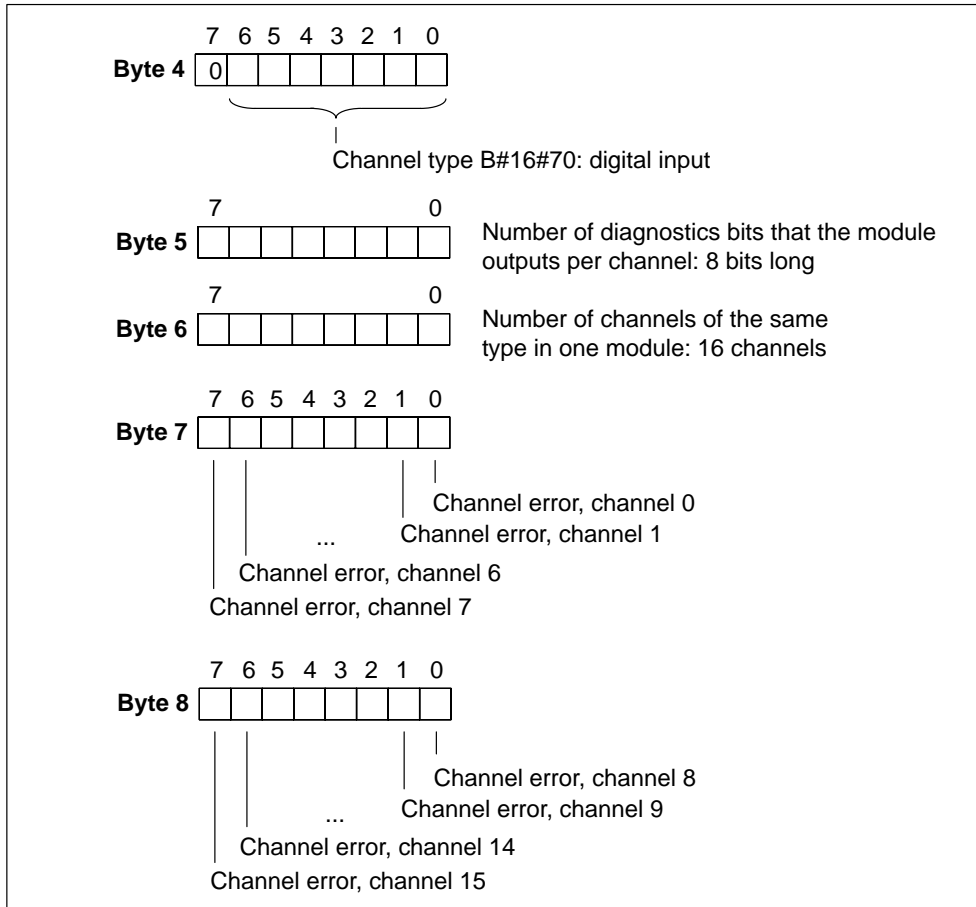 7 6 5 4 3 2 1 0
Byte 4 0
Channel type B#16#70: digital input
7 0
Byte 5
Number of diagnostics bits that the module
outputs per channel: 8 bits long
7 0
Byte 6
Number of channels of the same
type in one module: 16 channels
7 6 5 4 3 2 1 0
Byte 7
Channel error, channel 0
Channel error, channel 1
...
Channel error, channel 6
Channel error, channel 7
7 6 5 4 3 2 1 0
Byte 8
Channel error, channel 8
Channel error, channel 9
...
Channel error, channel 14
Channel error, channel 15